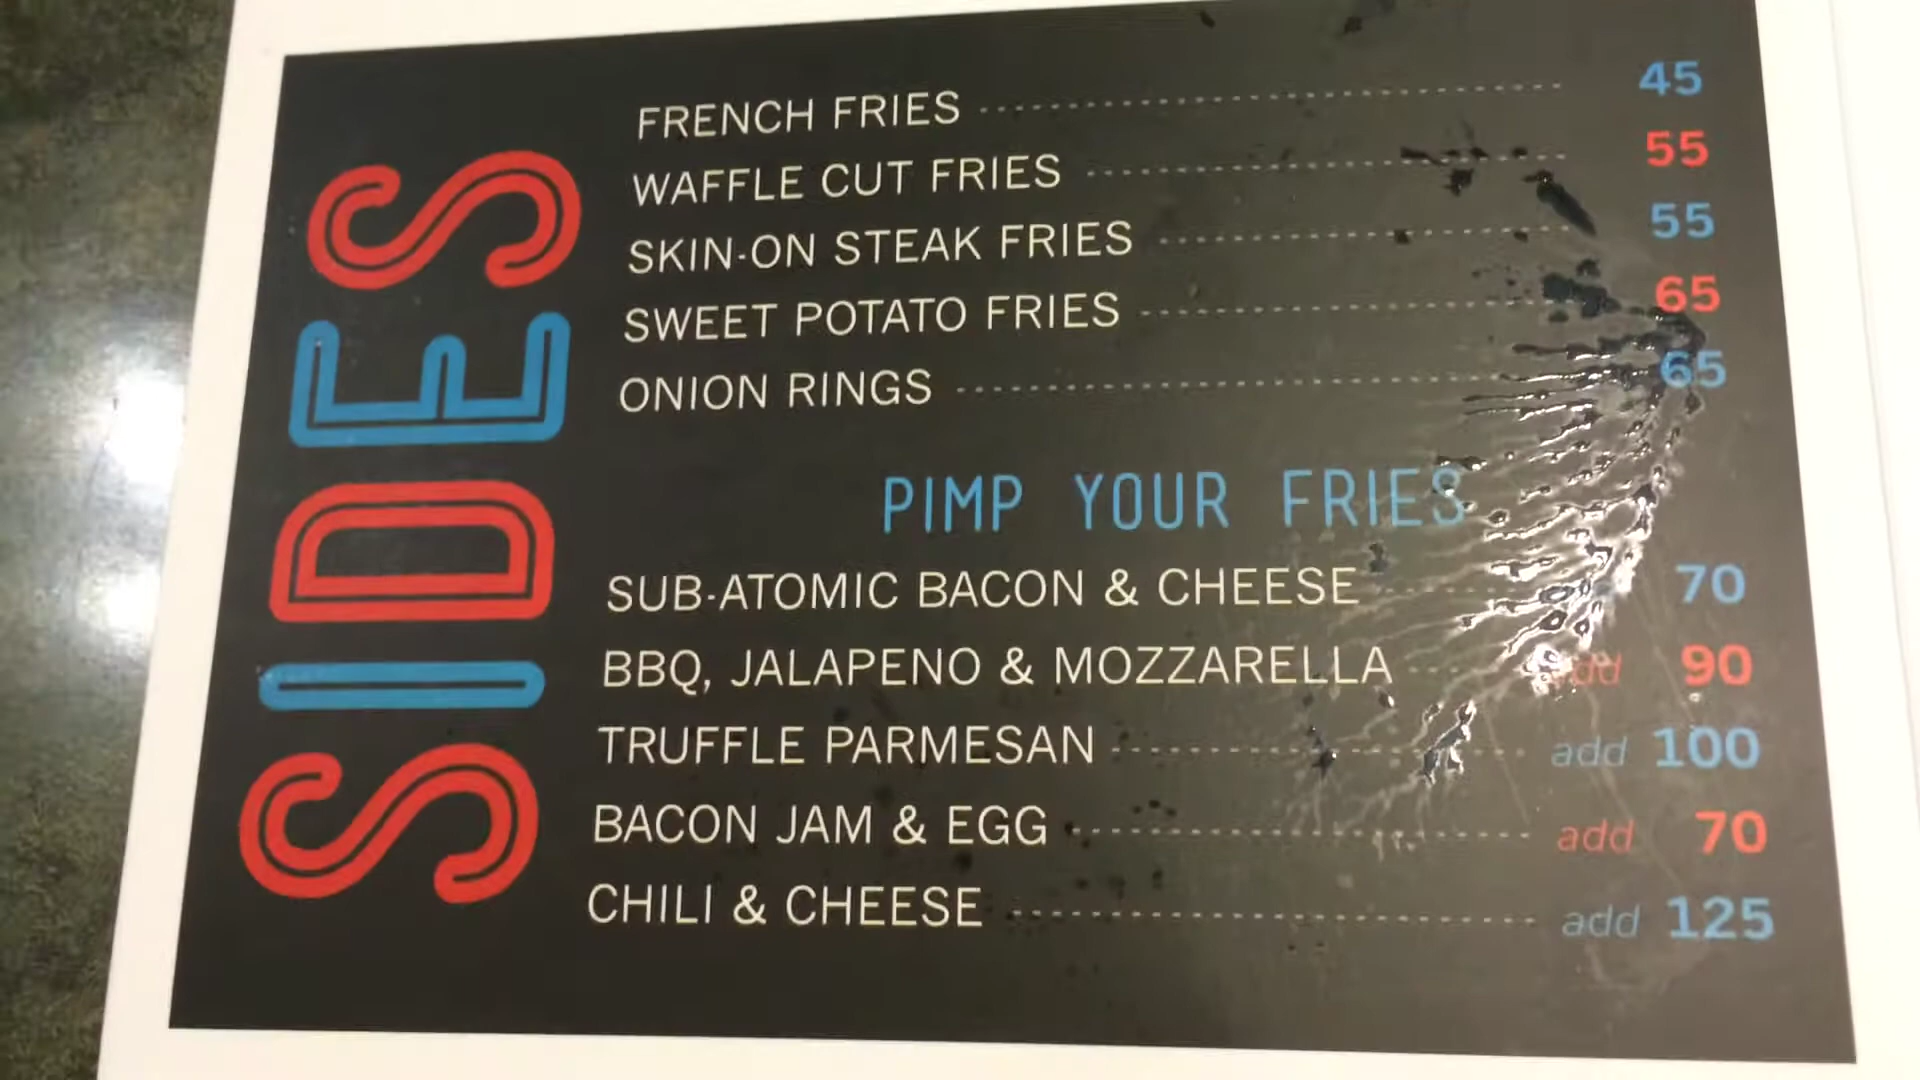 SIDES
FRENCH FRIES 45
WAFFLE CUT FRIES 55
SKIN-ON STEAK FRIES 55
SWEET POTATO FRIES 65
ONION RINGS 65
PIMP YOUR FRIES
SUB-ATOMIC BACON & CHEESE 70
BBQ, JALAPENO & MOZZARELLA add 90
TRUFFLE PARMESAN add 100
BACON JAM & EGG add 70
CHILI & CHEESE add 125